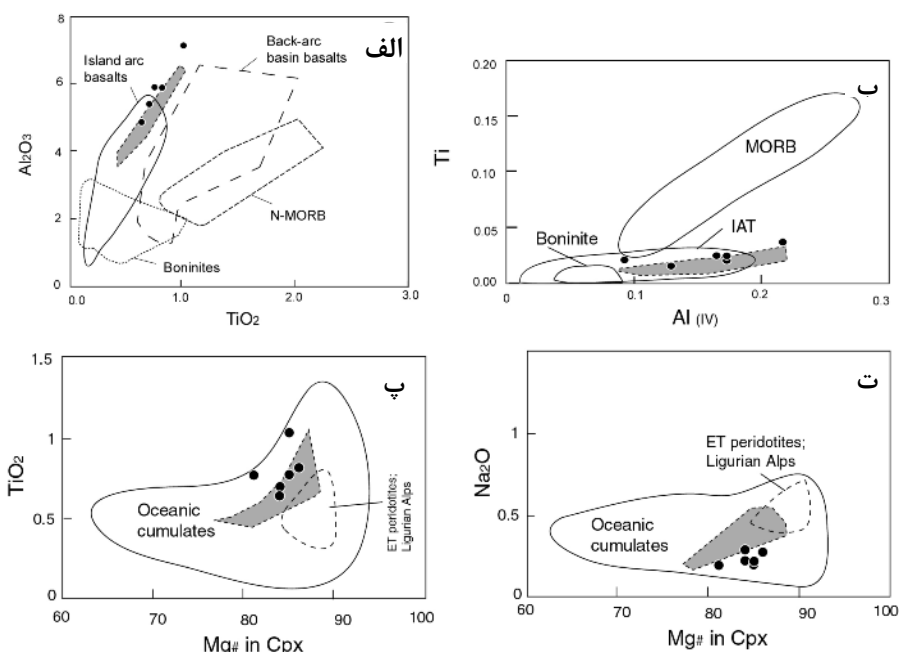 الف
8
6
4
2
0
Al₂O₃
Island arc
basalts
Back-arc
basin basalts
N-MORB
Boninites
0.0
1.0
2.0
3.0
TiO₂
ب
0.20
0.15
0.10
0.05
0.00
Ti
MORB
IAT
Boninite
0
0.1
0.2
0.3
Al (IV)
پ
1.5
1
0.5
0
TiO₂
Oceanic
cumulates
ET peridotites;
Ligurian Alps
60
70
80
90
100
Mg# in Cpx
ت
1
0.5
0
Na₂O
ET peridotites;
Ligurian Alps
Oceanic
cumulates
60
70
80
90
100
Mg# in Cpx